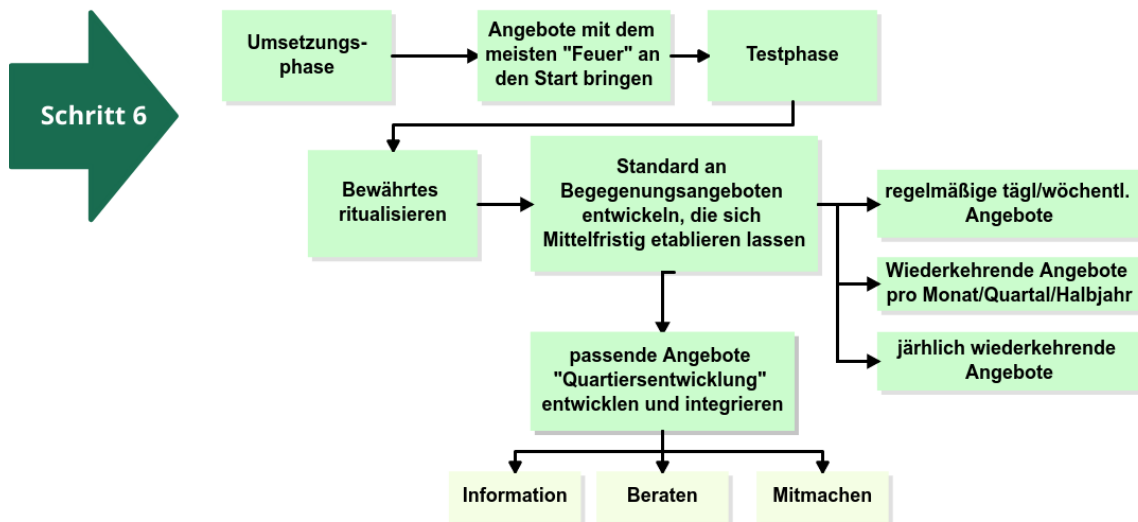 Schritt 6
Umsetzungs-
phase
Angebote mit dem
meisten "Feuer" an
den Start bringen
Testphase
Bewährtes
ritualisieren
Standard an
Begegenungsangeboten
entwickeln, die sich
Mittelfristig etablieren lassen
regelmäßige tägl/wöchentl.
Angebote
Wiederkehrende Angebote
pro Monat/Quartal/Halbjahr
järhlich wiederkehrende
Angebote
passende Angebote
"Quartiersentwicklung"
entwicklen und integrieren
Information
Beraten
Mitmachen